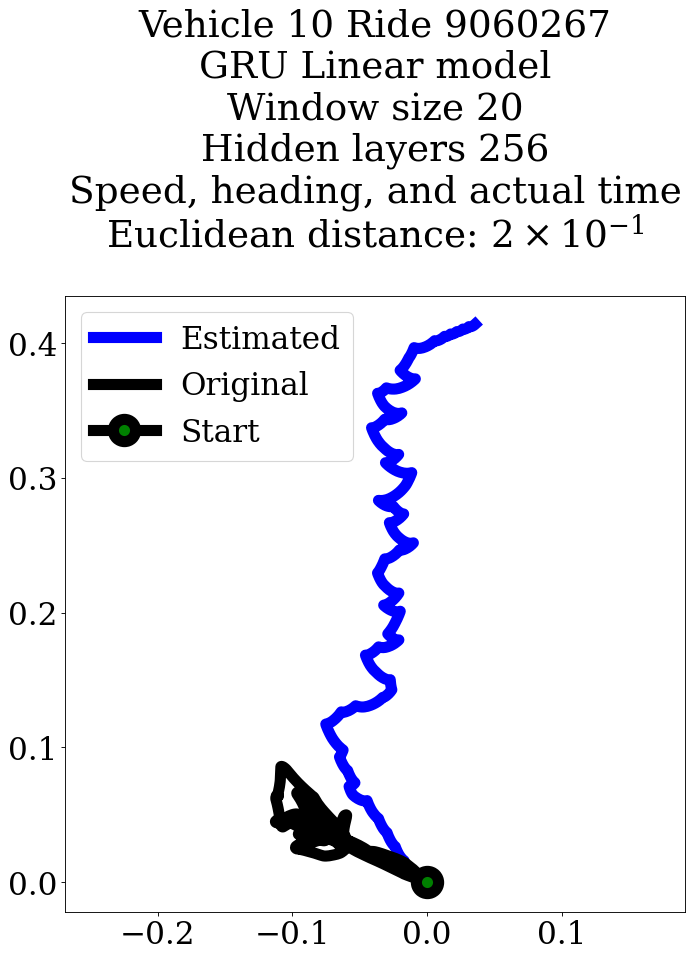 Vehicle 10 Ride 9060267
GRU Linear model
Window size 20
Hidden layers 256
Speed, heading, and actual time
Euclidean distance: 2 × 10⁻¹
Estimated
Original
Start
0.4
0.3
0.2
0.1
0.0
−0.2
−0.1
0.0
0.1